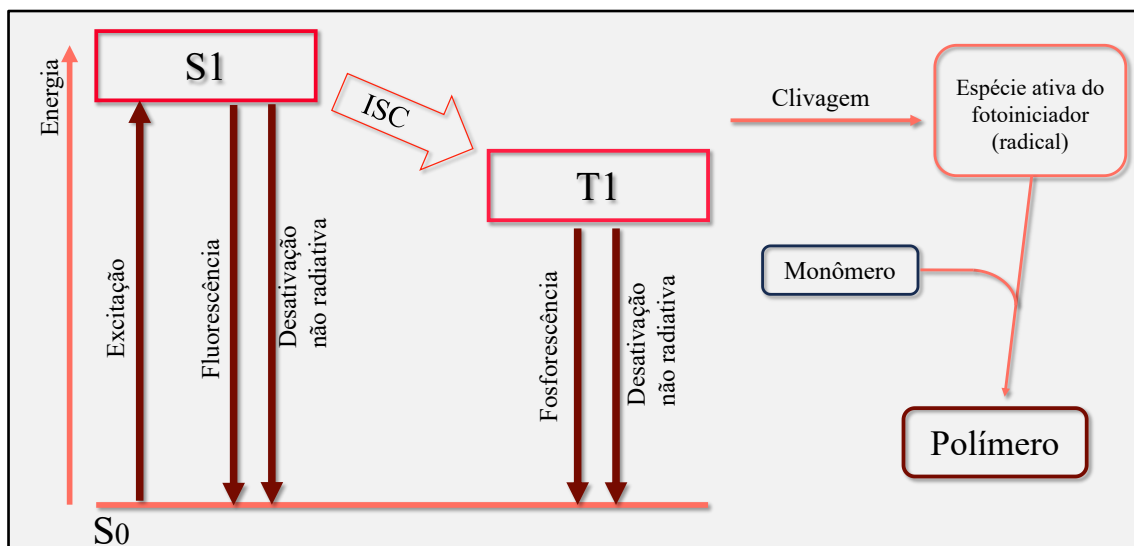 Energia
S1
ISC
Clivagem
Espécie ativa do
fotoiniciador
(radical)
T1
Excitação
Fluorescência
Desativação
não radiativa
Fosforescência
Desativação
não radiativa
Monômero
Polímero
S0